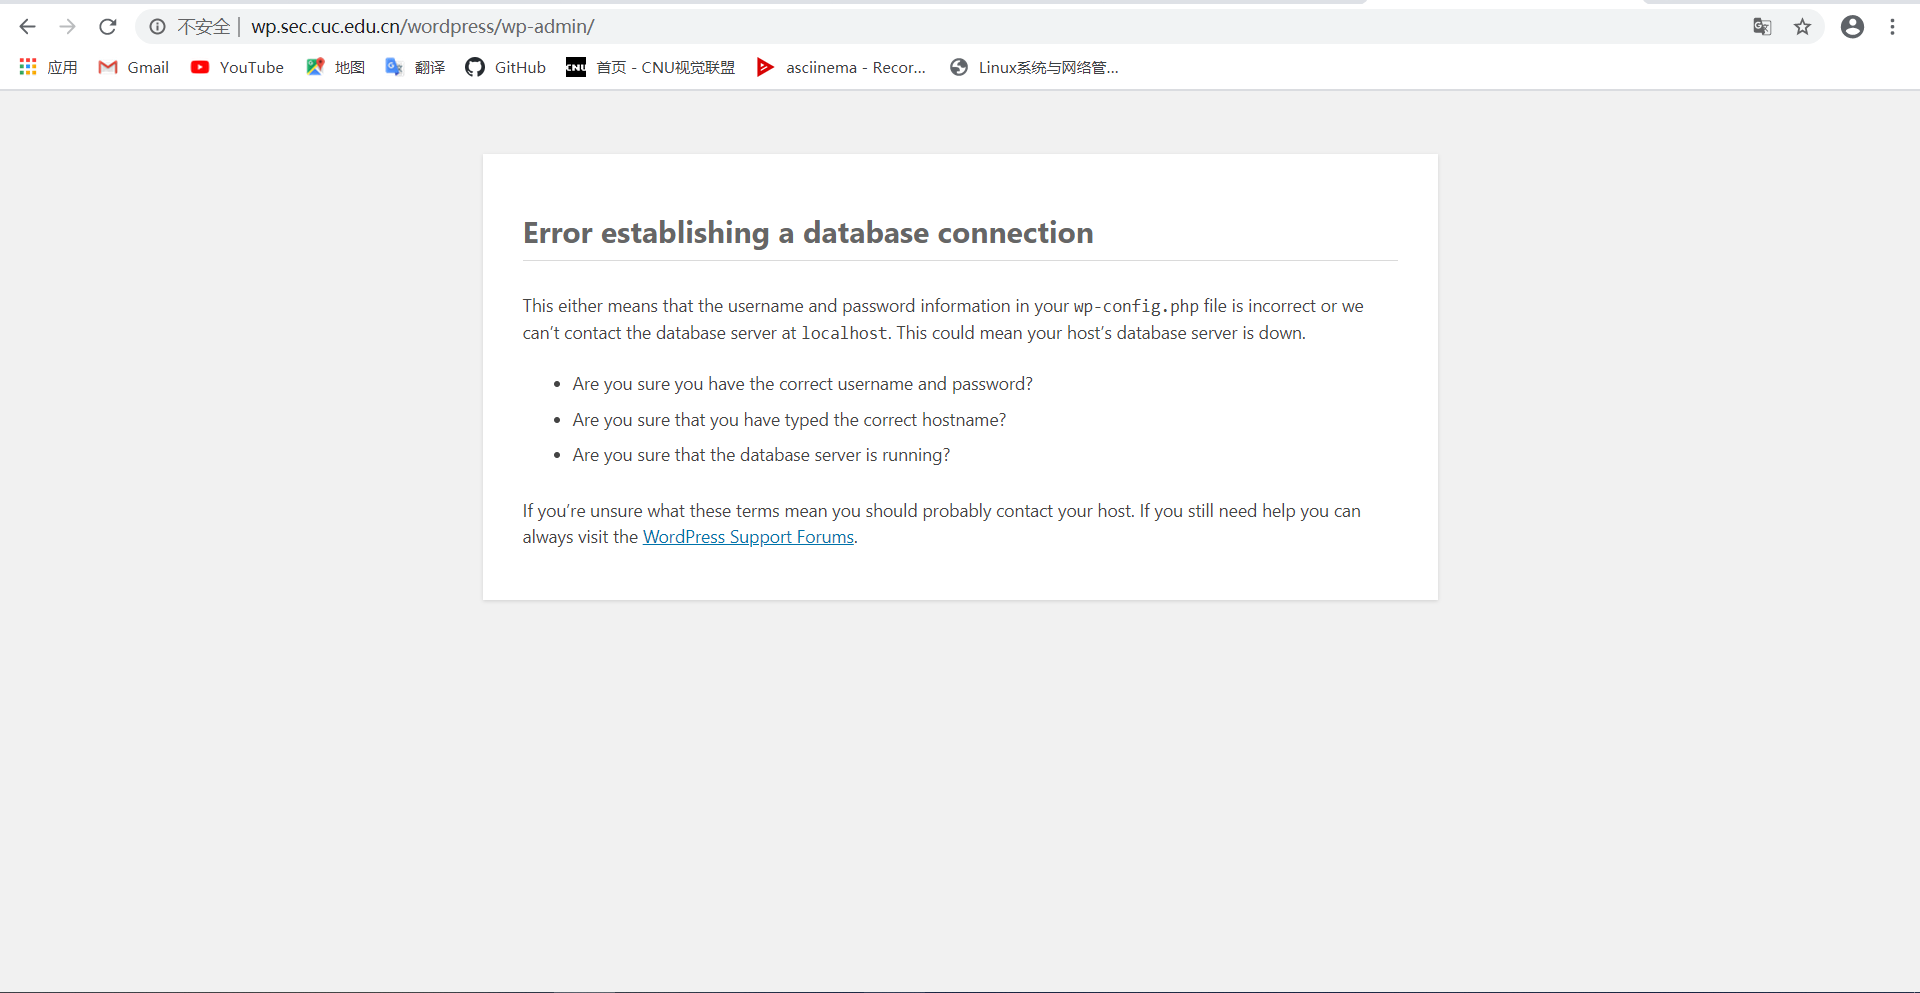 不安全 | wp.sec.cuc.edu.cn/wordpress/wp-admin/
应用 Gmail YouTube 地图 翻译 GitHub CNU 首页 - CNU视觉联盟 asciinema - Recor... Linux系统与网络管...
Error establishing a database connection
This either means that the username and password information in your wp-config.php file is incorrect or we
can’t contact the database server at localhost. This could mean your host’s database server is down.
• Are you sure you have the correct username and password?
• Are you sure that you have typed the correct hostname?
• Are you sure that the database server is running?
If you’re unsure what these terms mean you should probably contact your host. If you still need help you can
always visit the WordPress Support Forums.